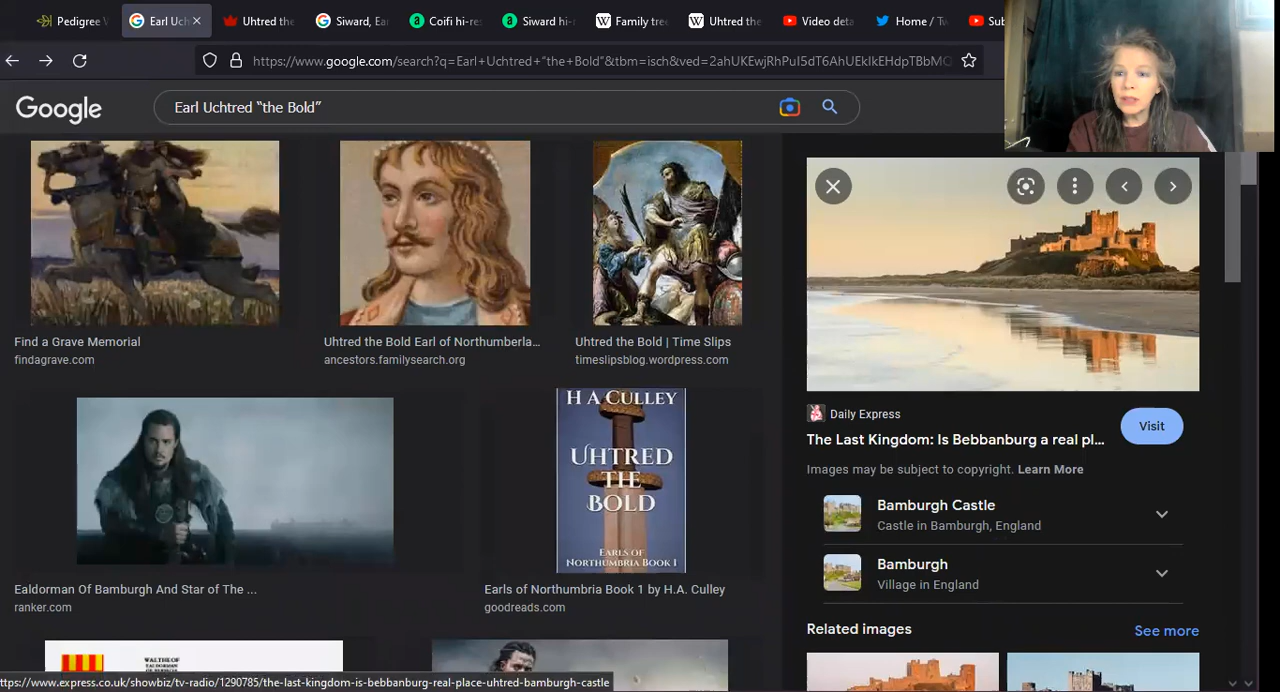 Pedigree V
Earl Uch
Uhtred the
Siward, Ea
Coifi hi-re
Siward hi-
Family tree
Uhtred the
Video deta
Home / Tw
Sub
https://www.google.com/search?q=Earl+Uchtred+“the+Bold”&tbm=isch&ved=2ahUKEwjRhPuI5dT6AhUEkIkEHdpTBbMQ
Google
Earl Uchtred “the Bold”
Find a Grave Memorial
findagrave.com
Uhtred the Bold Earl of Northumberla...
ancestors.familysearch.org
Uhtred the Bold | Time Slips
timeslipsblog.wordpress.com
H A CULLEY
UHTRED
THE
BOLD
EARLS OF
NORTHUMBRIA BOOK 1
Ealdorman Of Bamburgh And Star of The ...
ranker.com
Earls of Northumbria Book 1 by H.A. Culley
goodreads.com
Daily Express
The Last Kingdom: Is Bebbanburg a real pl...
Visit
Images may be subject to copyright. Learn More
Bamburgh Castle
Castle in Bamburgh, England
Bamburgh
Village in England
Related images
See more
WALTHEOF
ttps://www.express.co.uk/showbiz/tv-radio/1290785/the-last-kingdom-is-bebbanburg-real-place-uhtred-bamburgh-castle